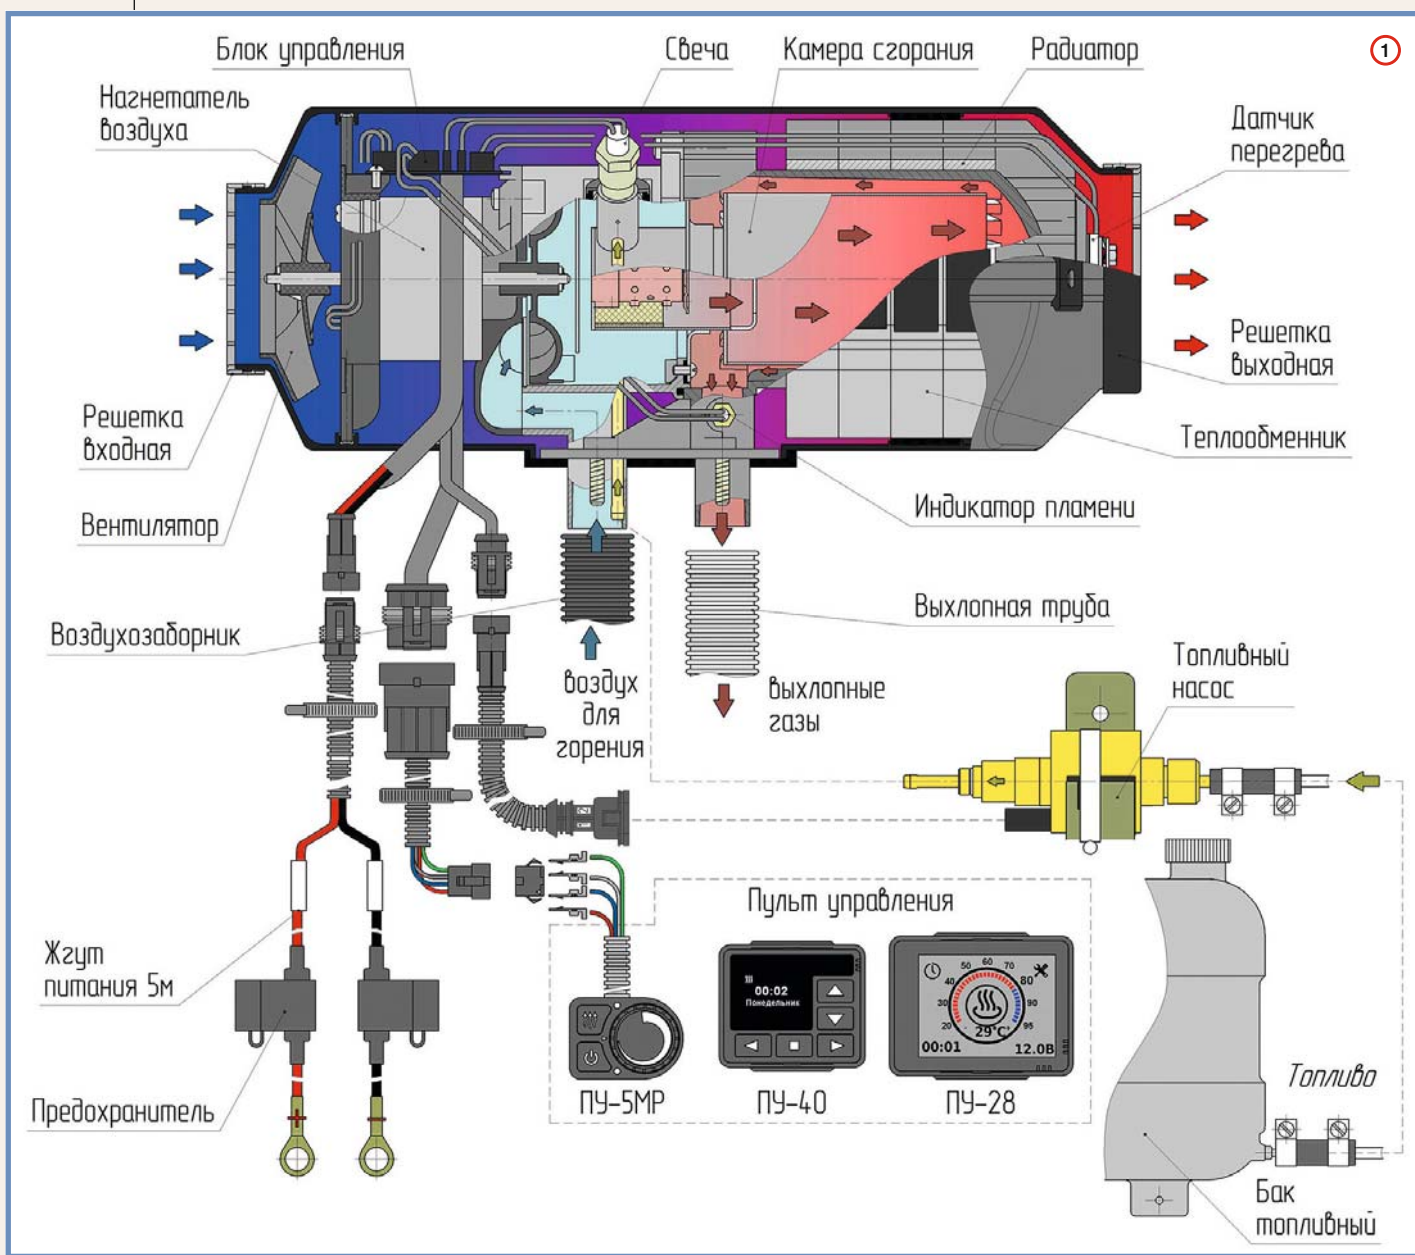 1
Блок управления
Свеча
Камера сгорания
Радиатор
Нагнетатель
воздуха
Датчик
перегрева
Решетка
выходная
Решетка
входная
Теплообменник
Вентилятор
Индикатор пламени
Воздухозаборник
Выхлопная труба
воздух
для
горения
выхлопные
газы
Топливный
насос
Пульт управления
Жгут
питания 5м
00:02
Понедельник
20
30
40
50
60
70
80
90
95
29°C
00:01
12.0В
ПУ-5МР
ПУ-40
ПУ-28
Предохранитель
+
-
Топливо
Бак
топливный